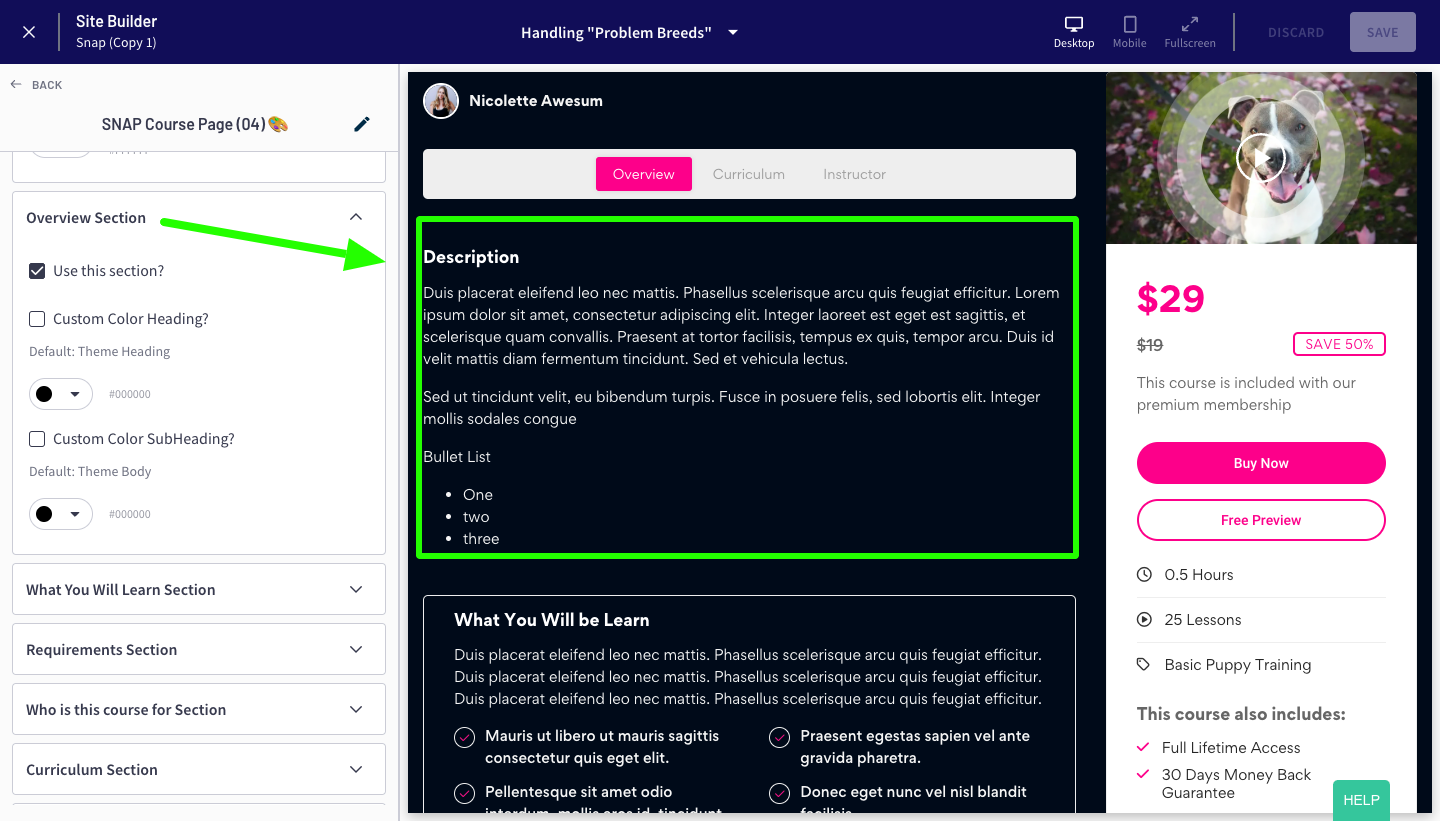 Site Builder
Snap (Copy 1)
Handling "Problem Breeds"
Desktop
Mobile
Fullscreen
DISCARD
SAVE
BACK
SNAP Course Page (04)🎨
Overview Section
Use this section?
Custom Color Heading?
Default: Theme Heading
#000000
Custom Color SubHeading?
Default: Theme Body
#000000
What You Will Learn Section
Requirements Section
Who is this course for Section
Curriculum Section
Nicolette Awesum
Overview
Curriculum
Instructor
Description
Duis placerat eleifend leo nec mattis. Phasellus scelerisque arcu quis feugiat efficitur. Lorem
ipsum dolor sit amet, consectetur adipiscing elit. Integer laoreet est eget est sagittis, et
scelerisque quam convallis. Praesent at tortor facilisis, tempus ex quis, tempor arcu. Duis id
velit mattis diam fermentum tincidunt. Sed et vehicula lectus.
Sed ut tincidunt velit, eu bibendum turpis. Fusce in posuere felis, sed lobortis elit. Integer
mollis sodales congue
Bullet List
• One
• two
• three
What You Will be Learn
Duis placerat eleifend leo nec mattis. Phasellus scelerisque arcu quis feugiat efficitur.
Duis placerat eleifend leo nec mattis. Phasellus scelerisque arcu quis feugiat efficitur.
Duis placerat eleifend leo nec mattis. Phasellus scelerisque arcu quis feugiat efficitur.
Mauris ut libero ut mauris sagittis
consectetur quis eget elit.
Praesent egestas sapien vel ante
gravida pharetra.
Pellentesque sit amet odio
interdum, mollis eros id, tincidunt
Donec eget nunc vel nisl blandit
facilisis
$29
$19
SAVE 50%
This course is included with our
premium membership
Buy Now
Free Preview
0.5 Hours
25 Lessons
Basic Puppy Training
This course also includes:
Full Lifetime Access
30 Days Money Back
Guarantee
HELP